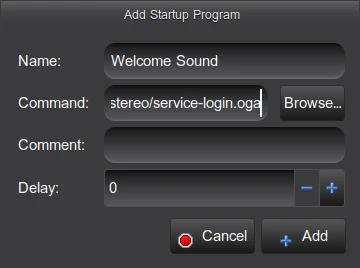 Add Startup Program
Name: Welcome Sound
Command: stereo/service-login.oga Browse...
Comment:
Delay: 0
Cancel Add